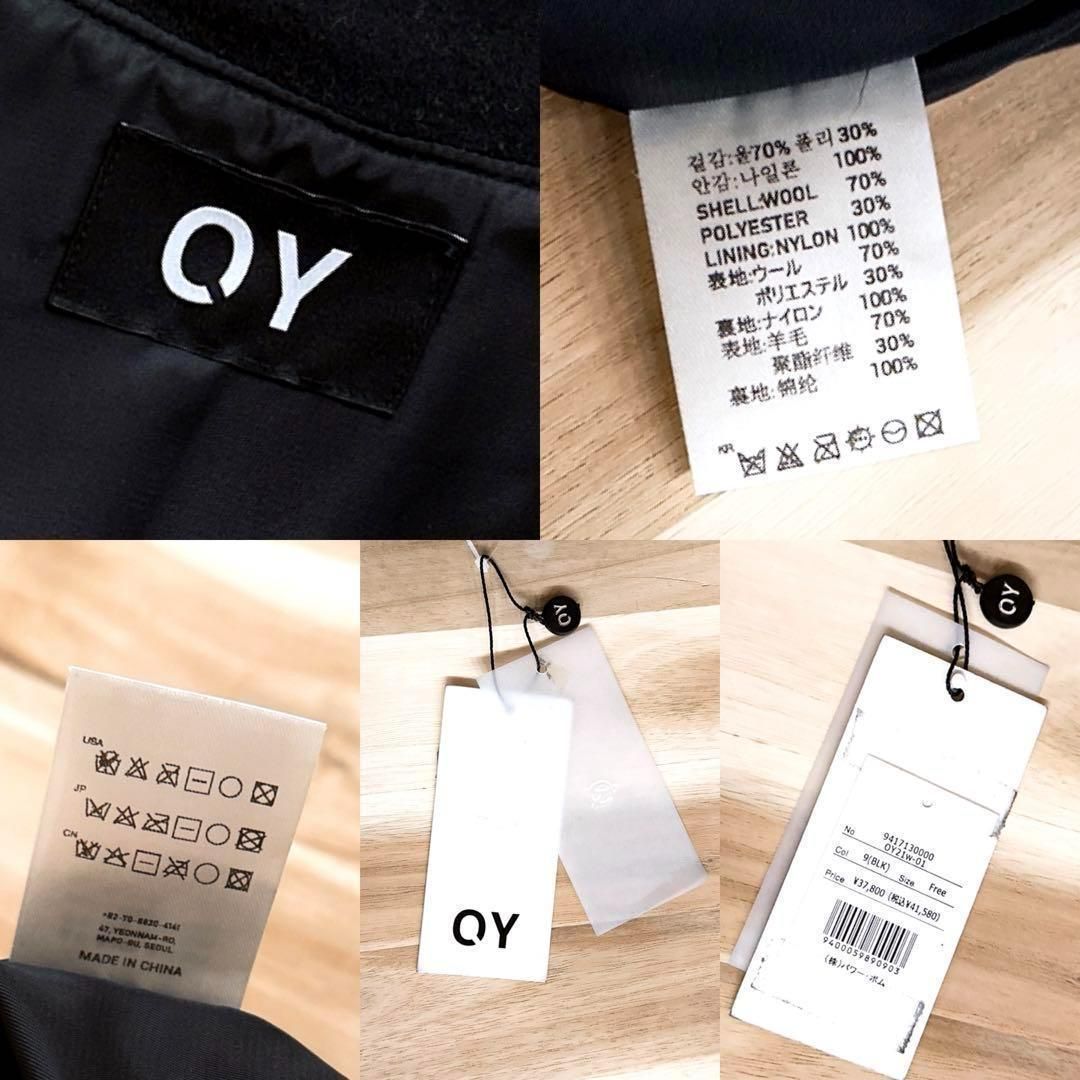 OY
겉감:울70% 폴리 30%
안감:나일론 100%
SHELL:WOOL 70%
POLYESTER 30%
LINING:NYLON 100%
表地:ウール 70%
ポリエステル 30%
裏地:ナイロン 100%
表地:羊毛 70%
聚酯纤维 30%
裏地:锦纶 100%
KR
USA
JP
CN
+82-70-8820-4141
47, YEONNAM-RO,
MAPO-GU, SEOUL
MADE IN CHINA
OY
OY
OY
No 9417130000
OY21W-01
Col 9(BLK) Size Free
Price ¥37,800 (税込¥41,580)
9400059890903
(株)パワーボム